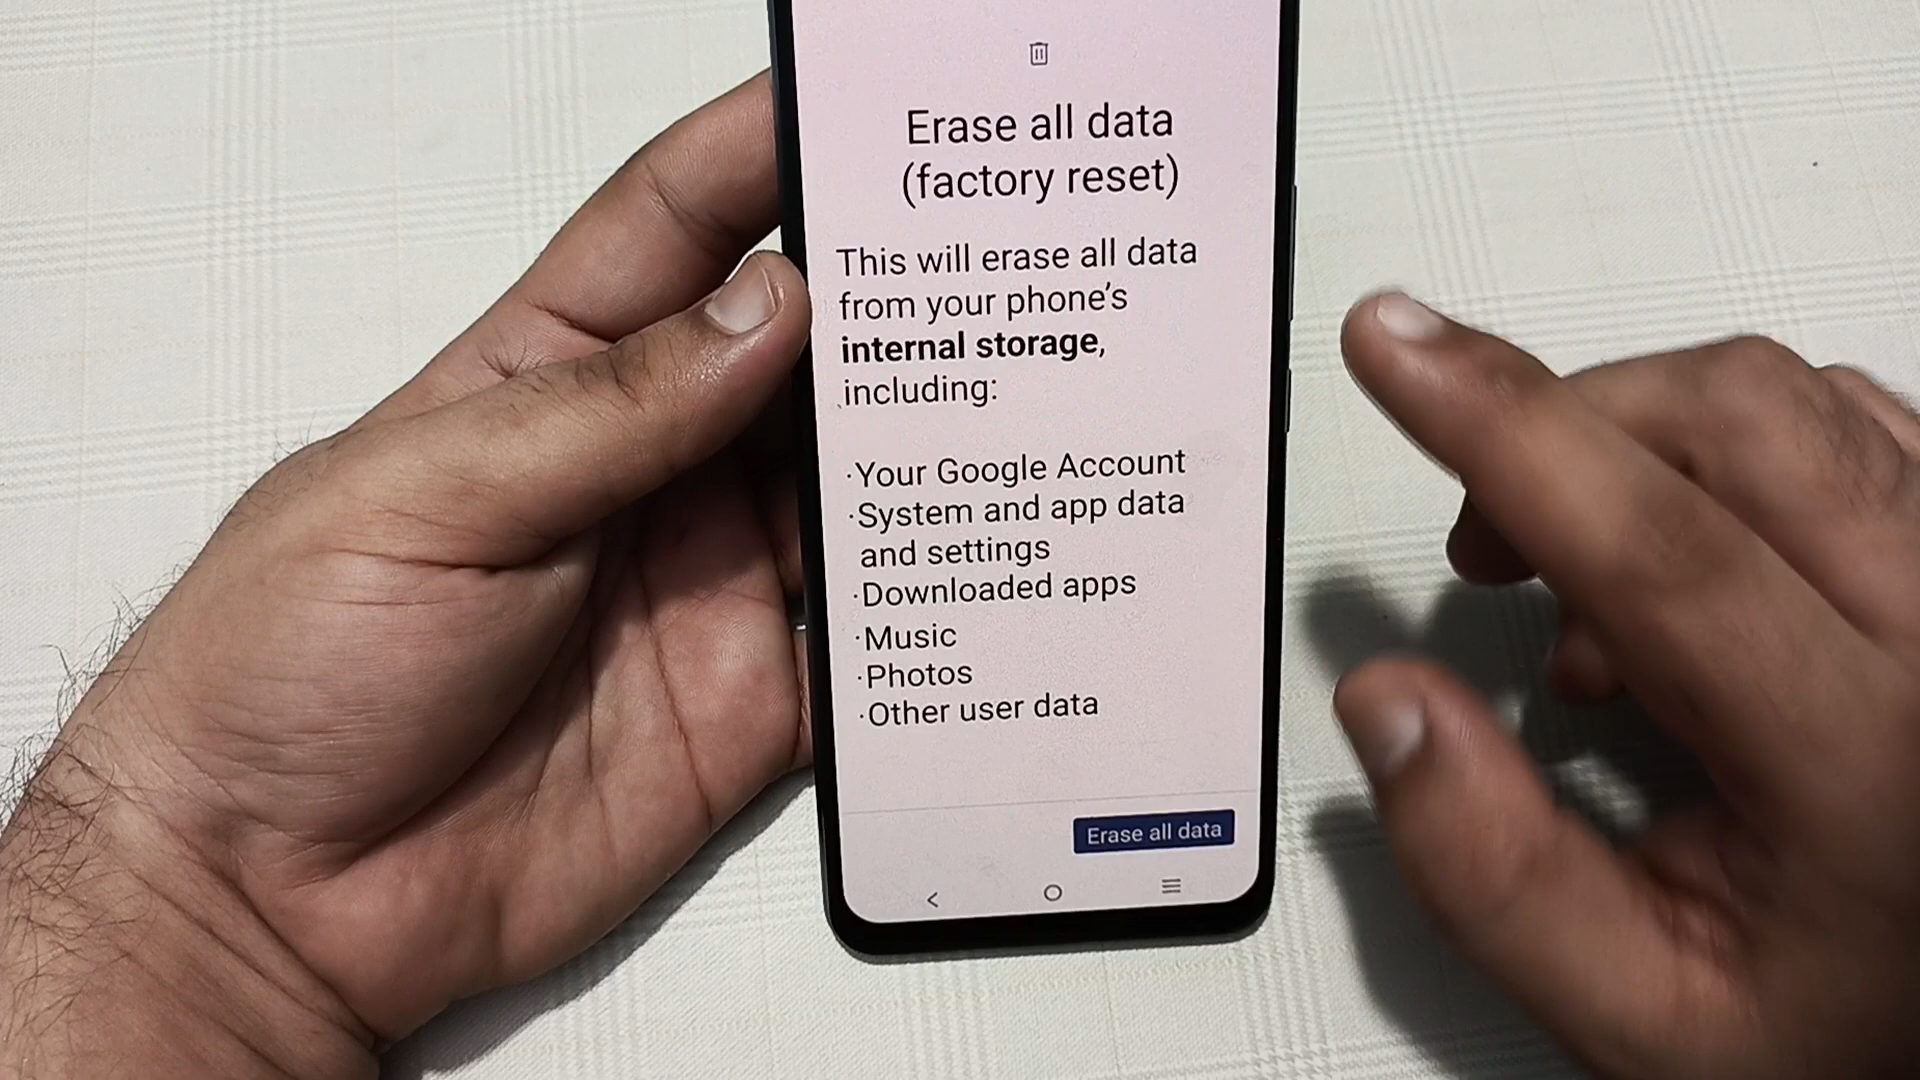 Erase all data
(factory reset)
This will erase all data
from your phone's
internal storage,
including:
·Your Google Account
·System and app data
and settings
·Downloaded apps
·Music
·Photos
·Other user data
Erase all data